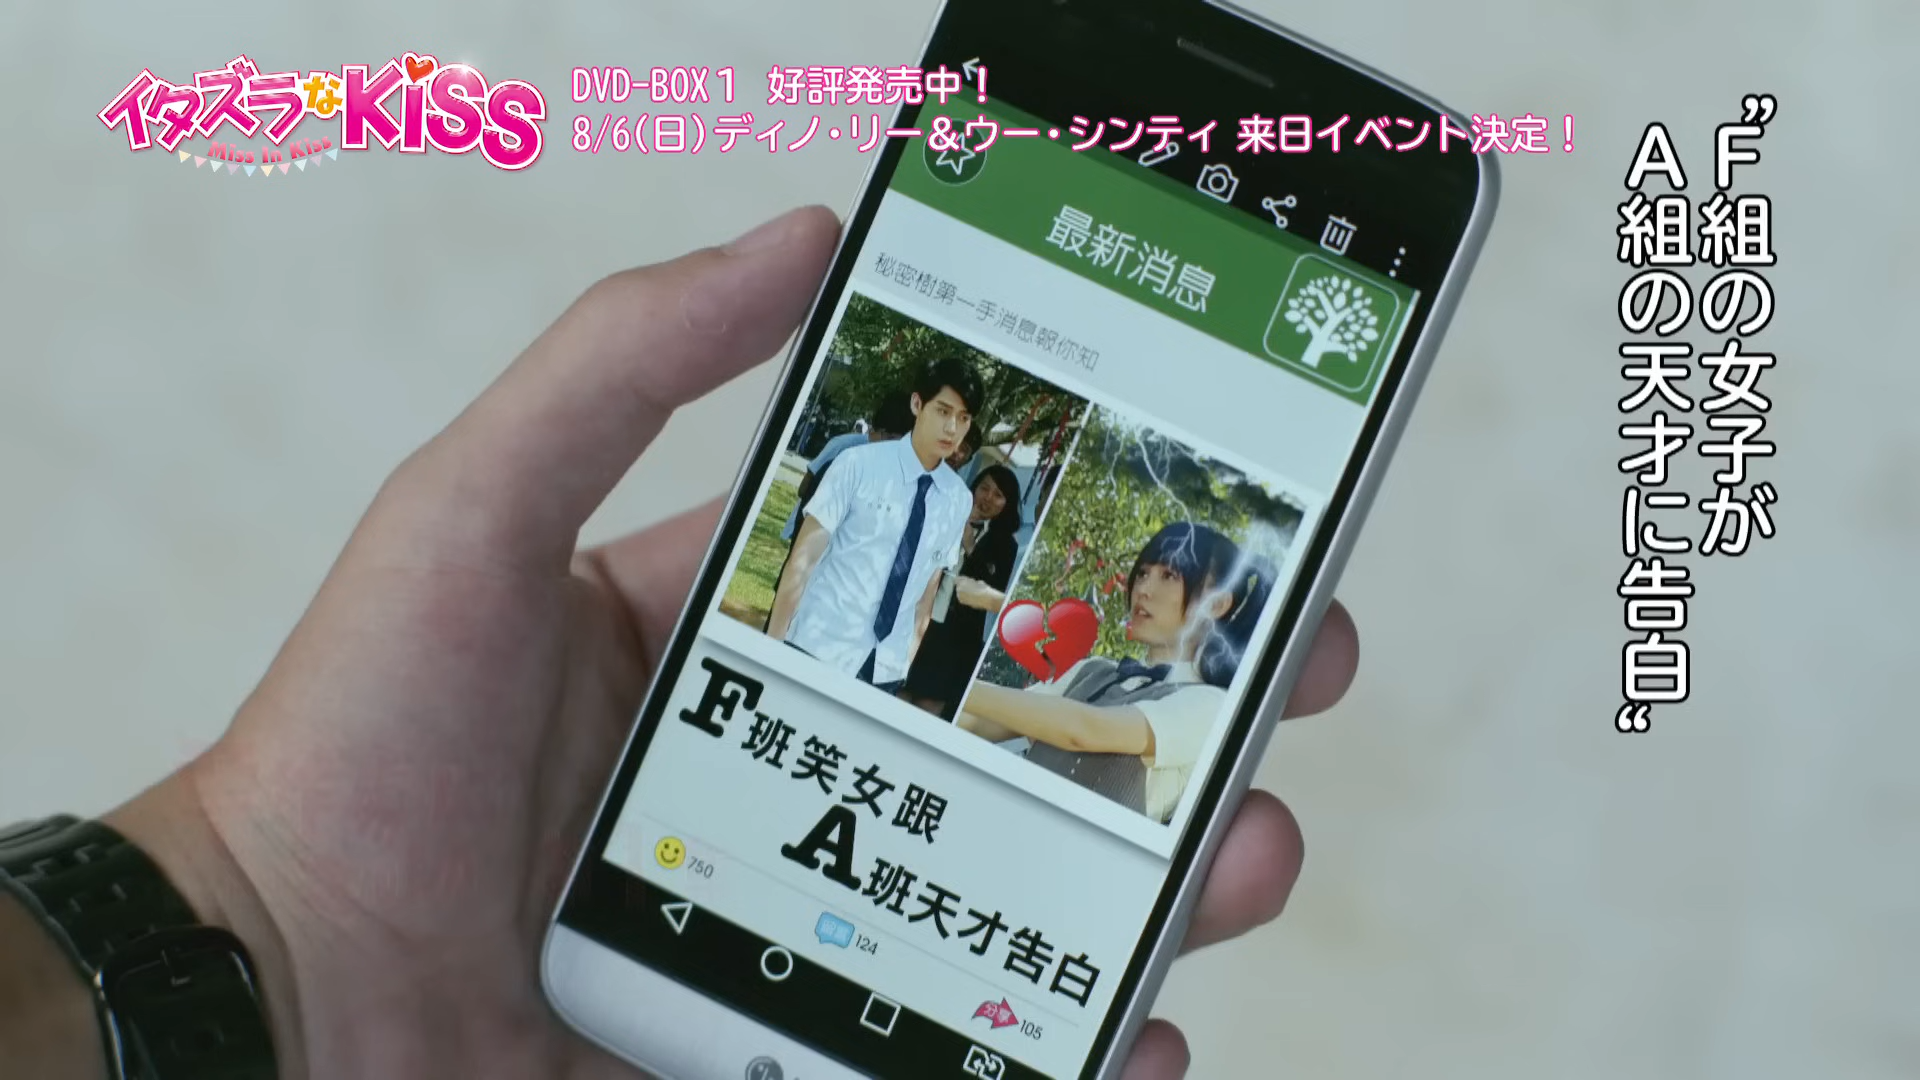 イタズラなKiss
Miss In Kiss
DVD-BOX1 好評発売中！
8/6(日)ディノ・リー＆ウー・シンティ 来日イベント決定！
”F組の女子が
A組の天才に告白“
最新消息
秘密樹第一手消息報你知
F班笑女跟
A班天才告白
750
124
分享 105